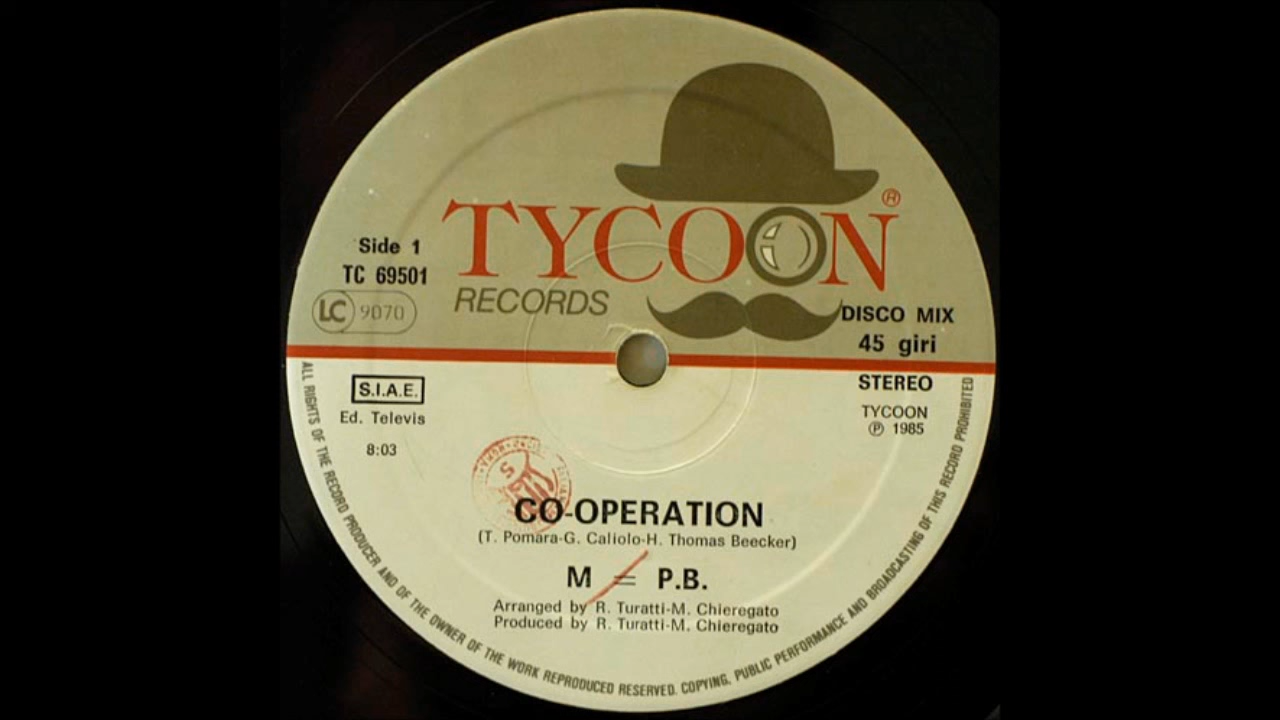 TYCOON®
RECORDS
Side 1
TC 69501
LC 9070
DISCO MIX
45 giri
STEREO
TYCOON
℗ 1985
S.I.A.E.
Ed. Televis
8:03
CO-OPERATION
(T. Pomara-G. Caliolo-H. Thomas Beecker)
M = P.B.
Arranged by R. Turatti-M. Chieregato
Produced by R. Turatti-M. Chieregato
ALL RIGHTS OF THE RECORD PRODUCER AND OF THE OWNER OF THE WORK REPRODUCED RESERVED. COPYING, PUBLIC PERFORMANCE AND BROADCASTING OF THIS RECORD PROHIBITED